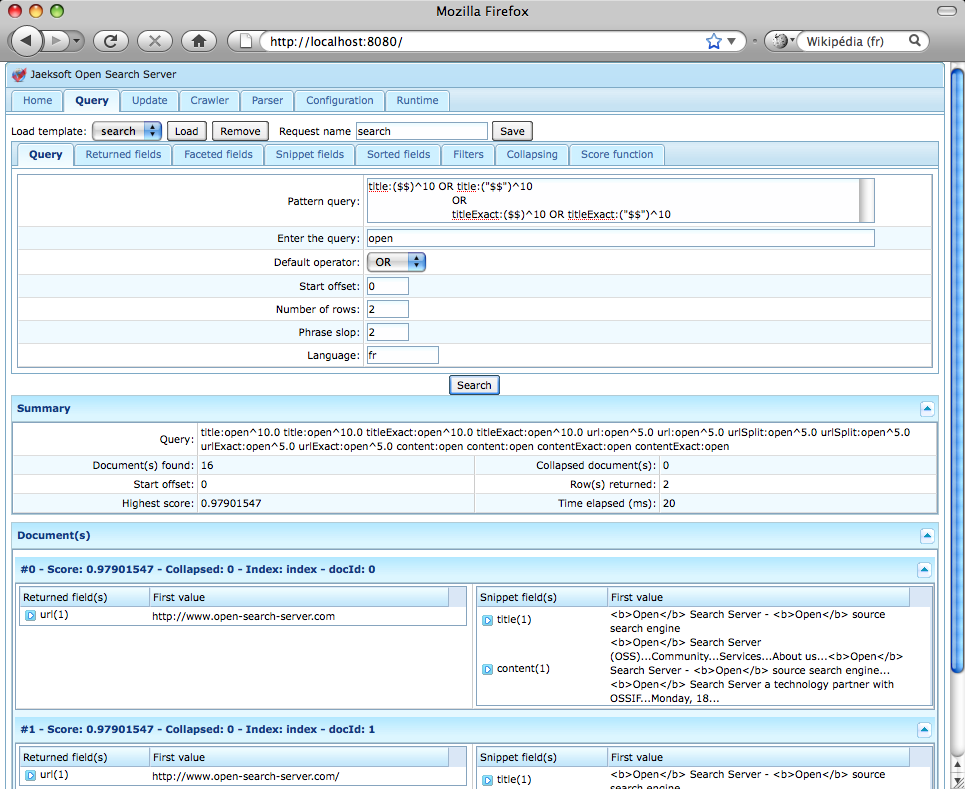 Mozilla Firefox
http://localhost:8080/
Wikipédia (fr)
Jaeksoft Open Search Server
Home Query Update Crawler Parser Configuration Runtime
Load template: search Load Remove Request name search Save
Query Returned fields Faceted fields Snippet fields Sorted fields Filters Collapsing Score function
Pattern query: title:($$)^10 OR title:("$$")^10
OR
titleExact:($$)^10 OR titleExact:("$$")^10
Enter the query: open
Default operator: OR
Start offset: 0
Number of rows: 2
Phrase slop: 2
Language: fr
Search
Summary
Query: title:open^10.0 title:open^10.0 titleExact:open^10.0 titleExact:open^10.0 url:open^5.0 url:open^5.0 urlSplit:open^5.0 urlSplit:open^5.0
urlExact:open^5.0 urlExact:open^5.0 content:open content:open contentExact:open contentExact:open
Document(s) found: 16 Collapsed document(s): 0
Start offset: 0 Row(s) returned: 2
Highest score: 0.97901547 Time elapsed (ms): 20
Document(s)
#0 - Score: 0.97901547 - Collapsed: 0 - Index: index - docId: 0
Returned field(s) First value
url(1) http://www.open-search-server.com
Snippet field(s) First value
title(1) <b>Open</b> Search Server - <b>Open</b> source
search engine
content(1) <b>Open</b> Search Server
(OSS)...Community...Services...About us...<b>Open</b>
Search Server - <b>Open</b> source search engine...
<b>Open</b> Search Server a technology partner with
OSSIF...Monday, 18...
#1 - Score: 0.97901547 - Collapsed: 0 - Index: index - docId: 1
Returned field(s) First value
url(1) http://www.open-search-server.com/
Snippet field(s) First value
title(1) <b>Open</b> Search Server - <b>Open</b> source
search engine